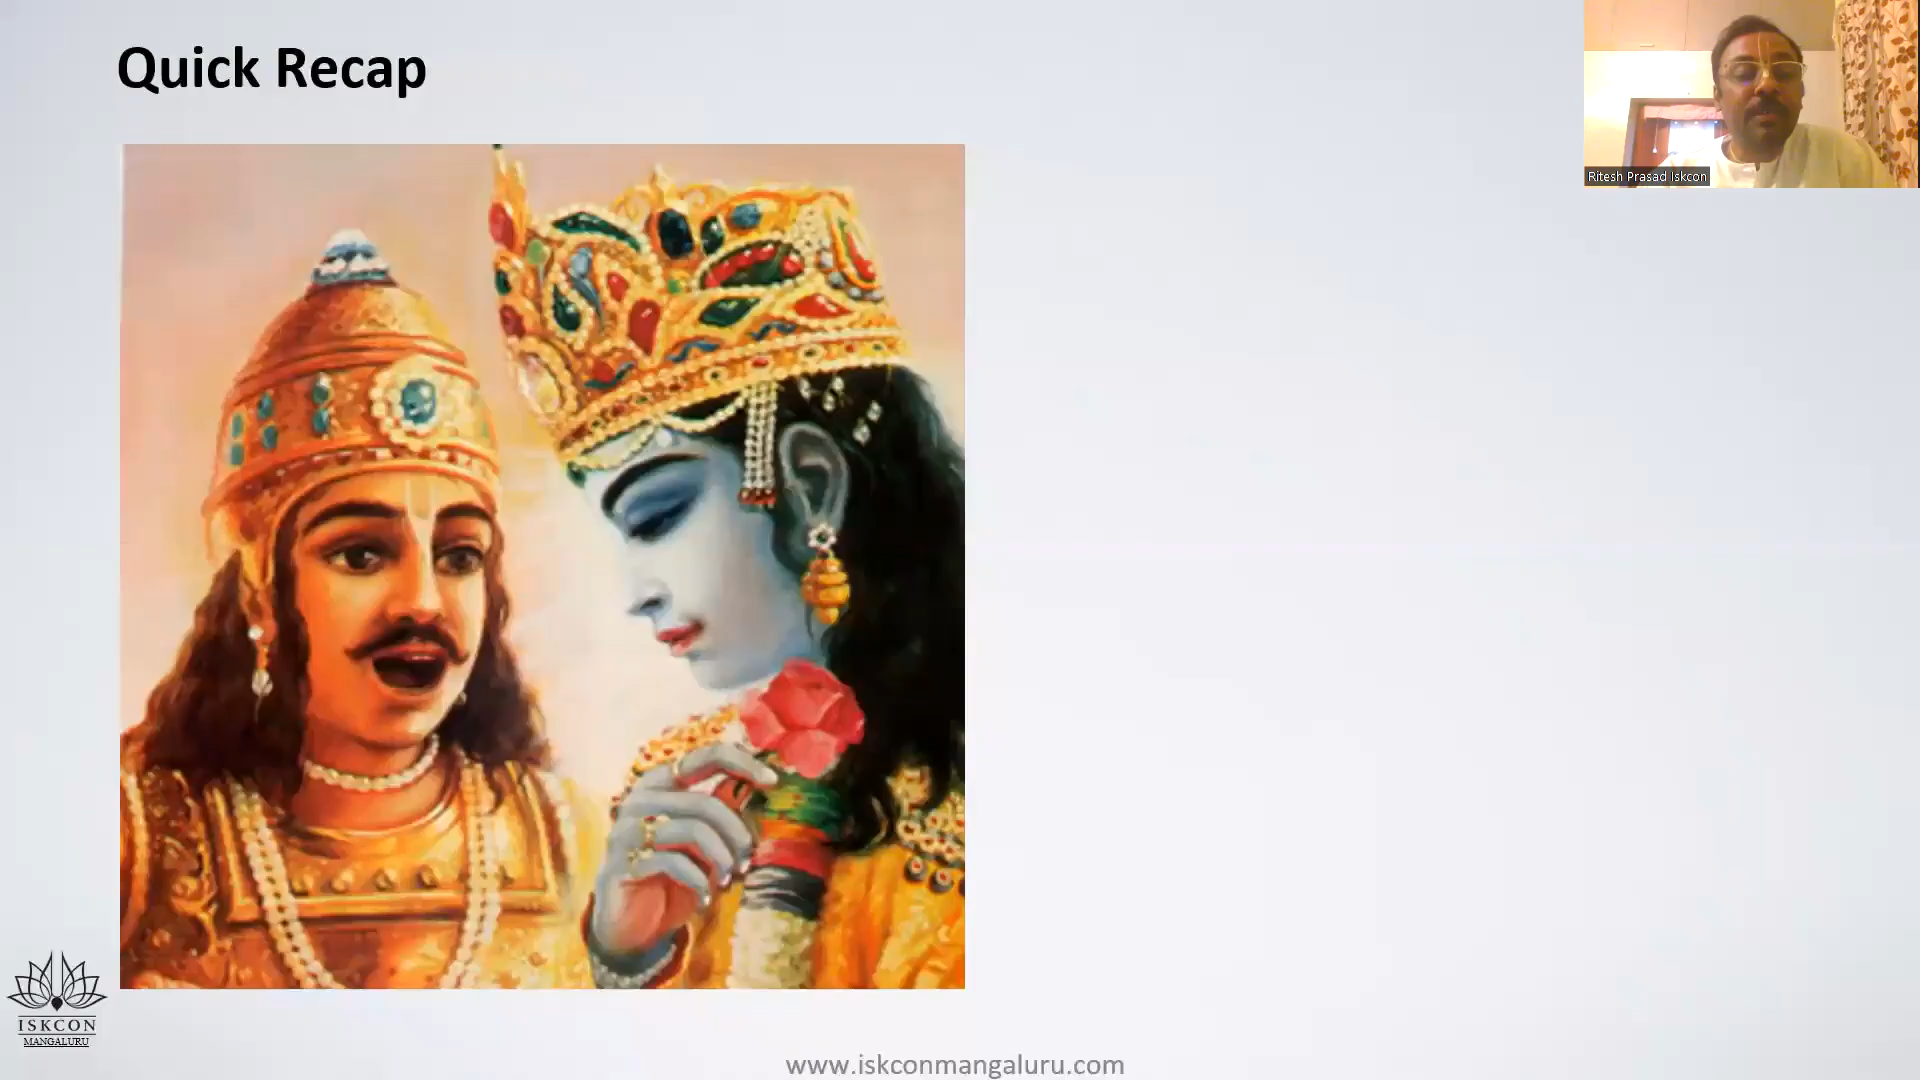 Quick Recap
Ritesh Prasad Iskcon
ISKCON
MANGALURU
www.iskconmangaluru.com